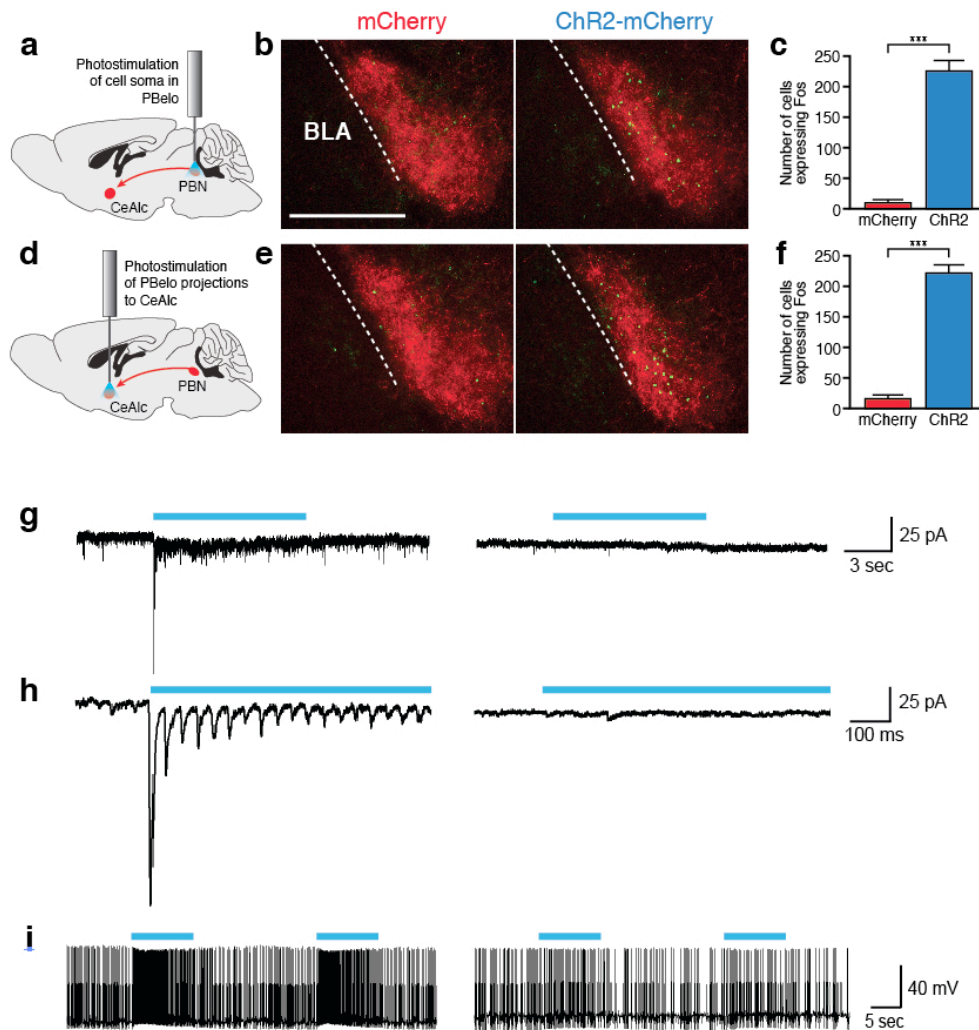 a
Photostimulation
of cell soma in
PBelo
PBN
CeAlc
b
mCherry
ChR2-mCherry
BLA
c
***
Number of cells
expressing Fos
250
200
150
100
50
0
mCherry
ChR2
d
Photostimulation
of PBelo projections
to CeAlc
PBN
CeAlc
e
f
***
Number of cells
expressing Fos
250
200
150
100
50
0
mCherry
ChR2
g
25 pA
3 sec
h
25 pA
100 ms
i
40 mV
5 sec